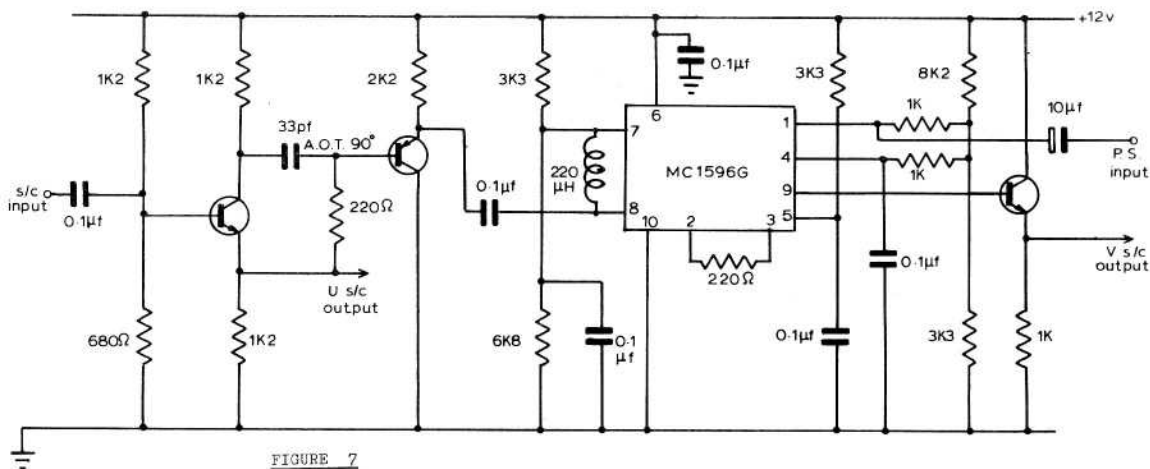 +12v
1K2
1K2
2K2
3K3
0·1µf
3K3
8K2
1K
10µf
P.S.
input
33pf
A.O.T. 90°
s/c
input
0·1µf
220Ω
U s/c
output
680Ω
1K2
0·1µf
220
µH
7
8
6
10
2
3
1
4
9
5
MC1596G
220Ω
1K
0·1µf
V s/c
output
6K8
0·1
µf
0·1µf
3K3
1K
FIGURE 7